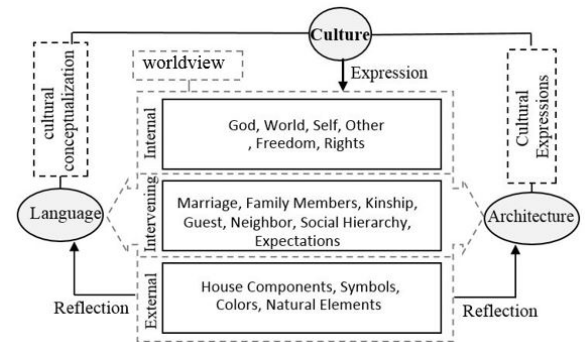 Culture
worldview
Expression
cultural
conceptualization
Cultural
Expressions
Internal
God, World, Self, Other
, Freedom, Rights
Language
Intervening
Marriage, Family Members, Kinship,
Guest, Neighbor, Social Hierarchy,
Expectations
Architecture
External
House Components, Symbols,
Colors, Natural Elements
Reflection
Reflection